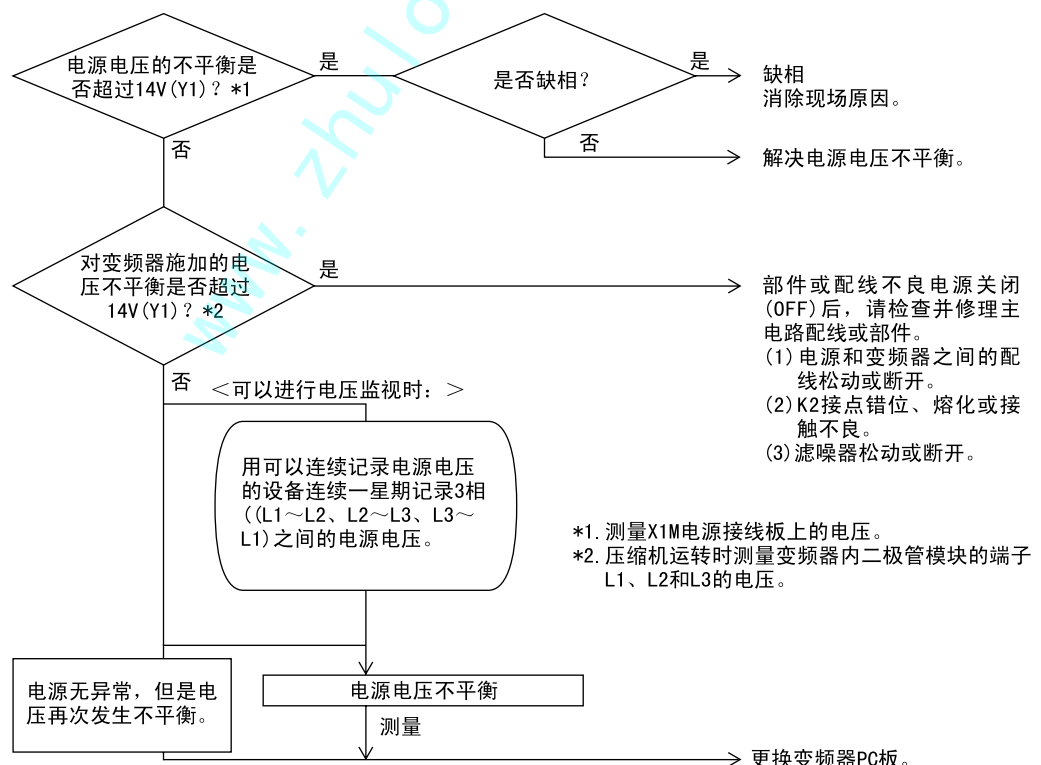 电源电压的不平衡是
否超过14V(Y1)？*1
是
是否缺相？
是
缺相
消除现场原因。
否
否
解决电源电压不平衡。
对变频器施加的电
压不平衡是否超过
14V(Y1)？*2
是
部件或配线不良电源关闭
(OFF)后，请检查并修理主
电路配线或部件。
(1)电源和变频器之间的配
线松动或断开。
(2)K2接点错位、熔化或接
触不良。
(3)滤噪器松动或断开。
否
＜可以进行电压监视时：＞
用可以连续记录电源电压
的设备连续一星期记录3相
((L1～L2、L2～L3、L3～
L1)之间的电源电压。
*1.测量X1M电源接线板上的电压。
*2.压缩机运转时测量变频器内二极管模块的端子
L1、L2和L3的电压。
电源无异常，但是电
压再次发生不平衡。
电源电压不平衡
测量
更换变频器PC板。
www.zhulo